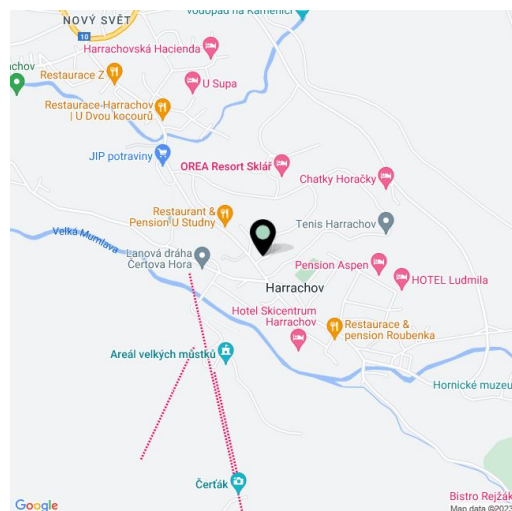 vodopád na Kamenici
NOVÝ SVĚT
10
Harrachovská Hacienda
Restaurace Z
achov
U Supa
Restaurace-Harrachov
| U Dvou kocourů
JIP potraviny
OREA Resort Sklář
Chatky Horačky
Restaurant &
Pension U Studny
Tenis Harrachov
Velká Mumlava
Lanová dráha
Čertova Hora
Pension Aspen
HOTEL Ludmila
Harrachov
Hotel Skicentrum
Harrachov
Restaurace &
pension Roubenka
Areál velkých můstků
Hornické muzeu
Čerťák
Bistro Rejžák
Google
Map data ©2023